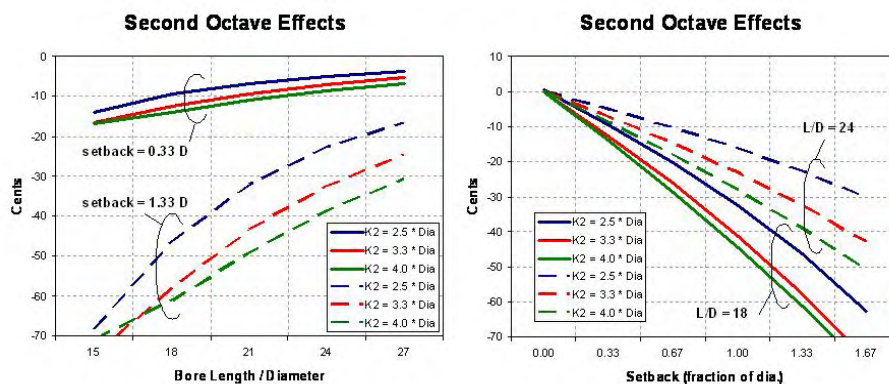 Second Octave Effects
0
-10
-20
-30
-40
-50
-60
-70
Cents
setback = 0.33 D
setback = 1.33 D
K2 = 2.5 * Dia
K2 = 3.3 * Dia
K2 = 4.0 * Dia
K2 = 2.5 * Dia
K2 = 3.3 * Dia
K2 = 4.0 * Dia
15 18 21 24 27
Bore Length / Diameter
Second Octave Effects
10
0
-10
-20
-30
-40
-50
-60
-70
Cents
L/D = 24
K2 = 2.5 * Dia
K2 = 3.3 * Dia
K2 = 4.0 * Dia
K2 = 2.5 * Dia
K2 = 3.3 * Dia
K2 = 4.0 * Dia
L/D = 18
0.00 0.33 0.67 1.00 1.33 1.67
Setback (fraction of dia.)